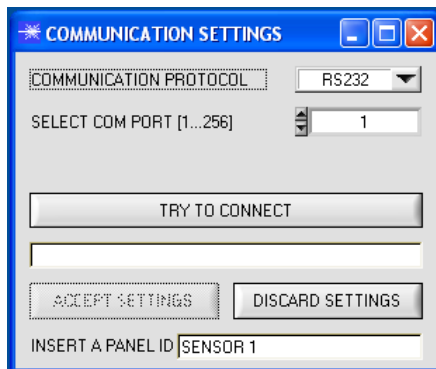 COMMUNICATION SETTINGS
COMMUNICATION PROTOCOL RS232
SELECT COM PORT [1...256] 1
TRY TO CONNECT
ACCEPT SETTINGS DISCARD SETTINGS
INSERT A PANEL ID SENSOR 1